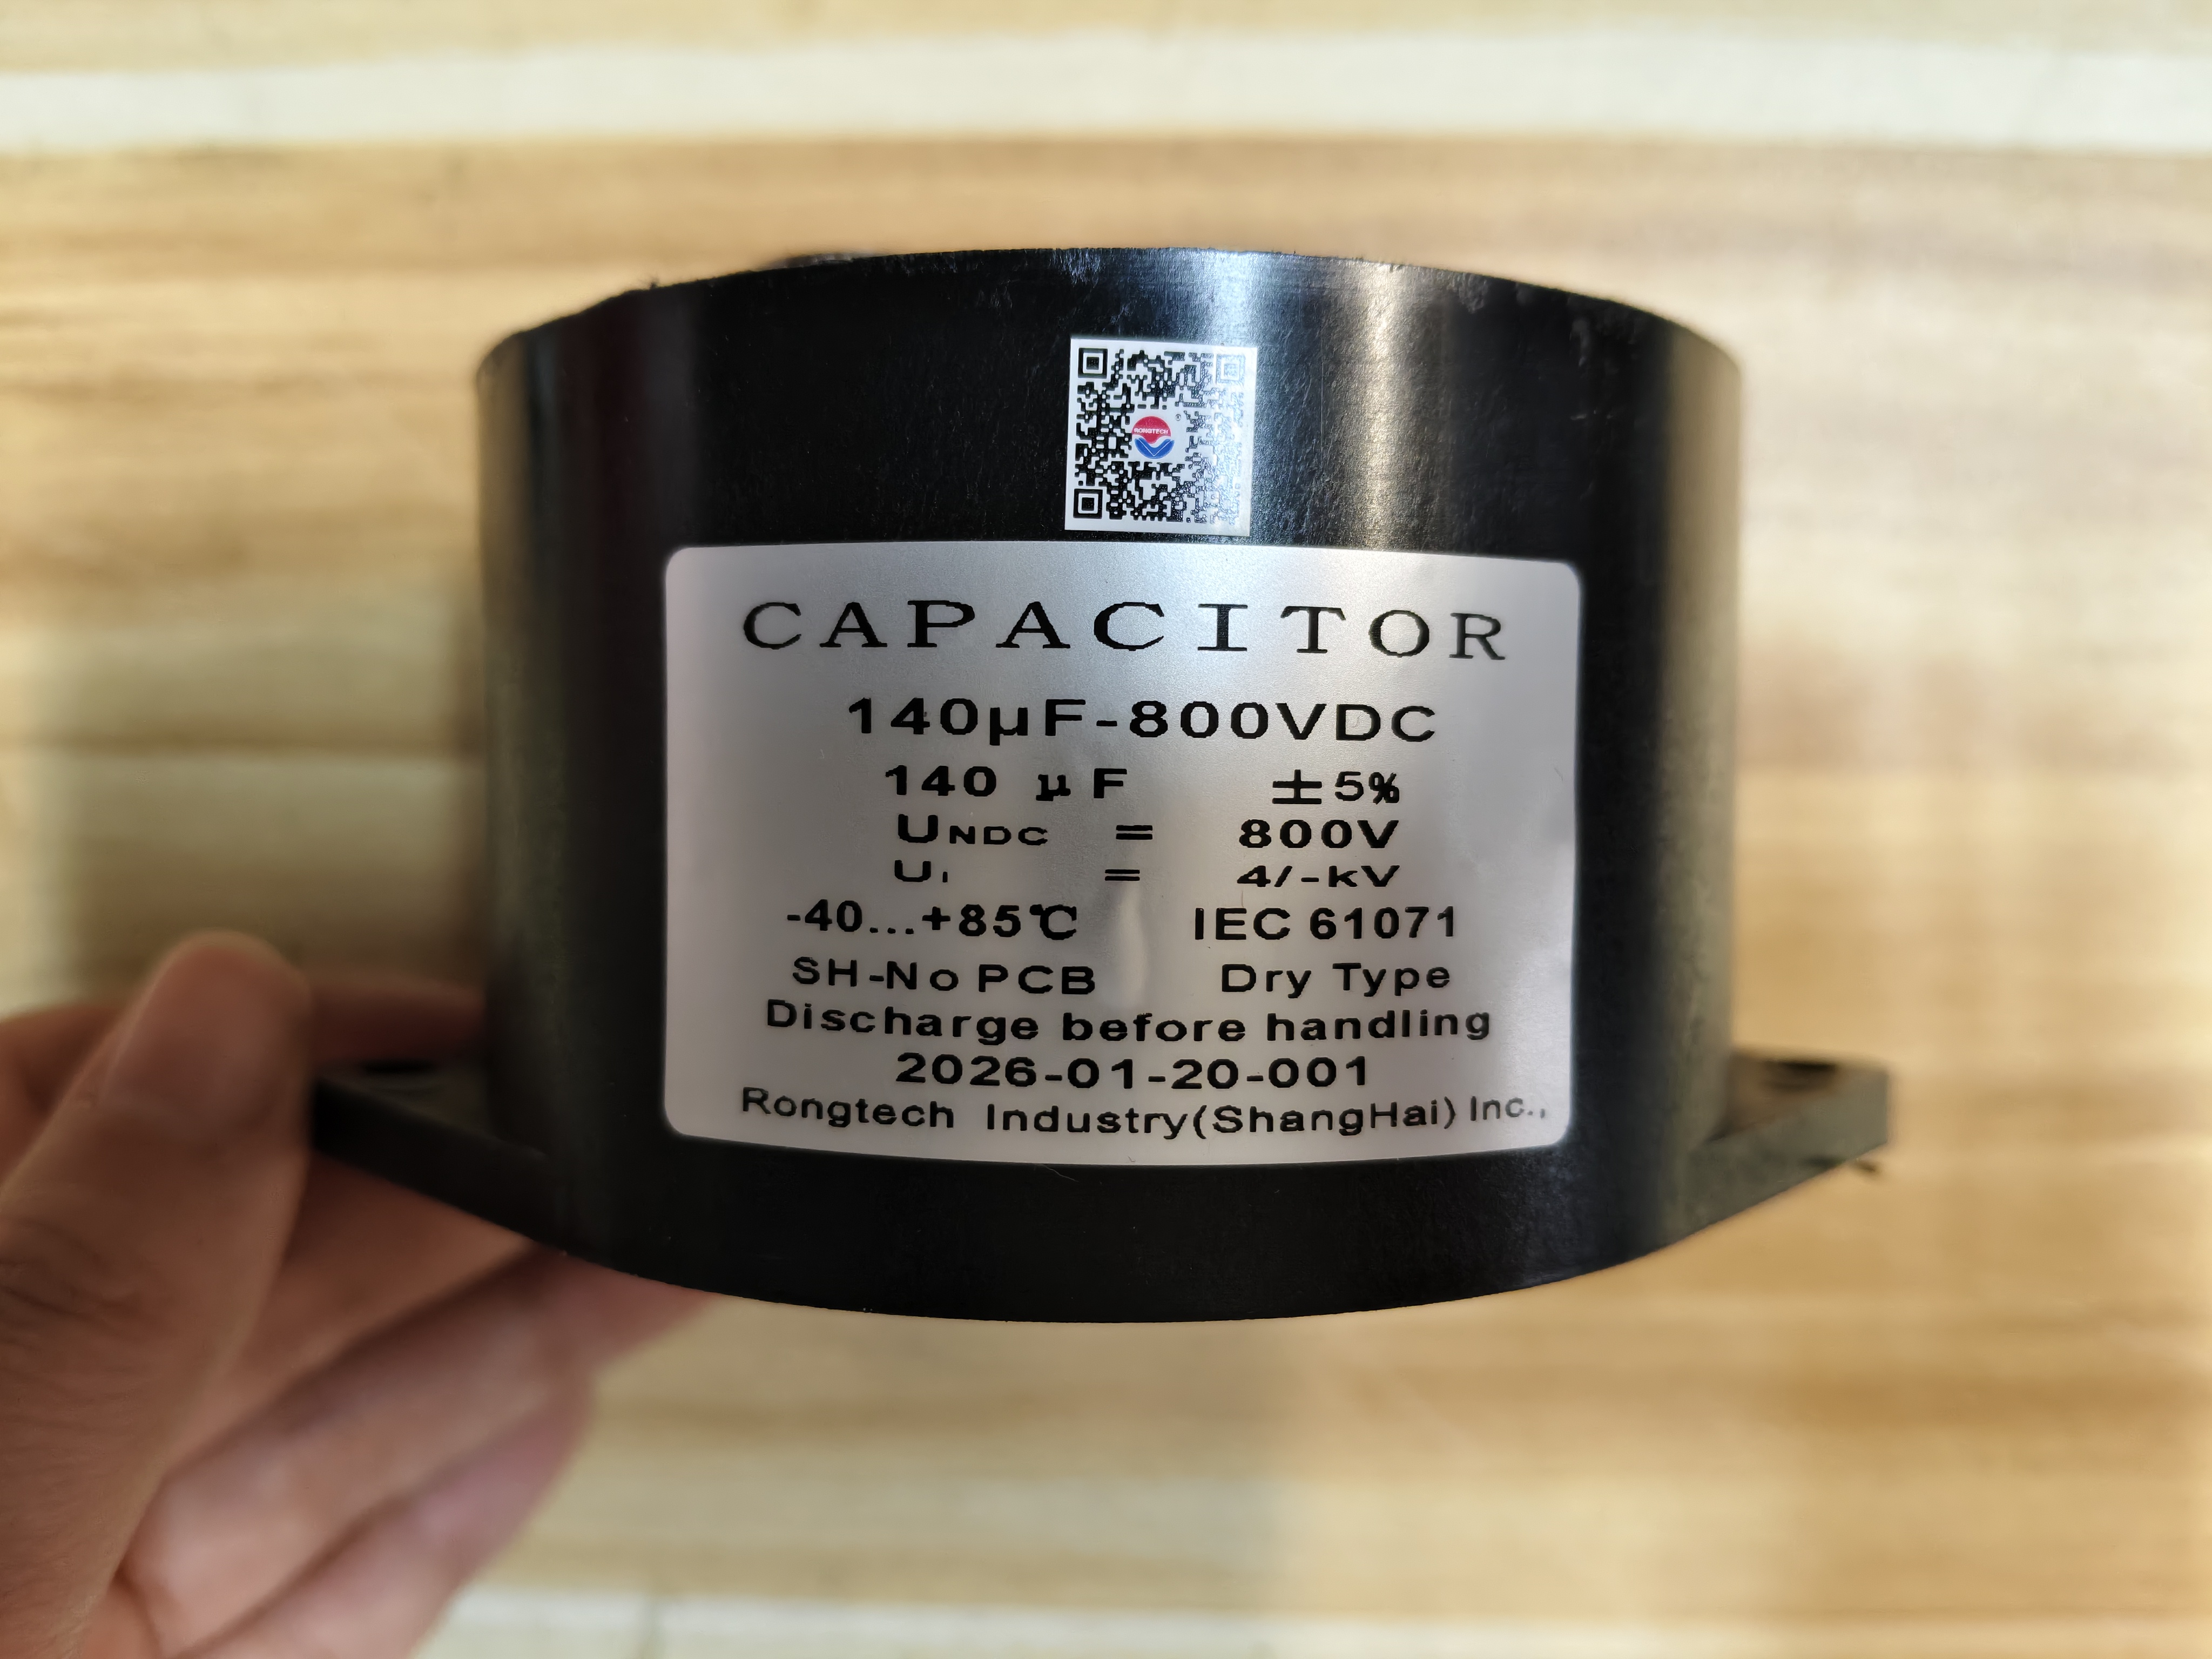 RONGTECH
CAPACITOR
140µF-800VDC
140 µF ±5%
UNDC = 800V
Ui = 4/-kV
-40...+85℃ IEC 61071
SH-No PCB Dry Type
Discharge before handling
2026-01-20-001
Rongtech Industry(ShangHai) Inc.,